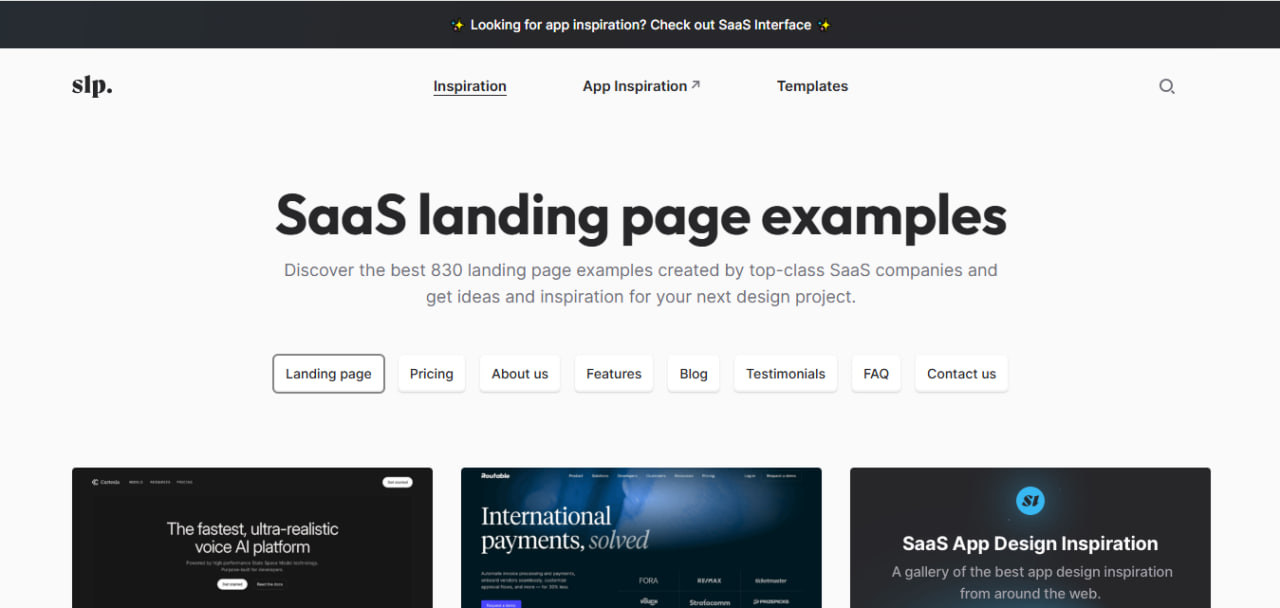 ✨ Looking for app inspiration? Check out SaaS Interface ✨
slp.
Inspiration
App Inspiration ↗
Templates
SaaS landing page examples
Discover the best 830 landing page examples created by top-class SaaS companies and
get ideas and inspiration for your next design project.
Landing page
Pricing
About us
Features
Blog
Testimonials
FAQ
Contact us
Cartesia
PRICING
Get started
The fastest, ultra-realistic
voice AI platform
Powered by high performance State Space Model technology.
Purpose-built for developers.
Get started
Read the docs
Routable
Product
Solutions
Developers
Customers
Resources
Pricing
Log in
Request a demo
International
payments, solved
Automate invoice processing and payments,
onboard vendors seamlessly, customize
approval flows, and more — for 30% less.
Request a demo
FORA
RE/MAX
ticketmaster
village
Stratacomm
PRIZEPICKS
SI
SaaS App Design Inspiration
A gallery of the best app design inspiration
from around the web.